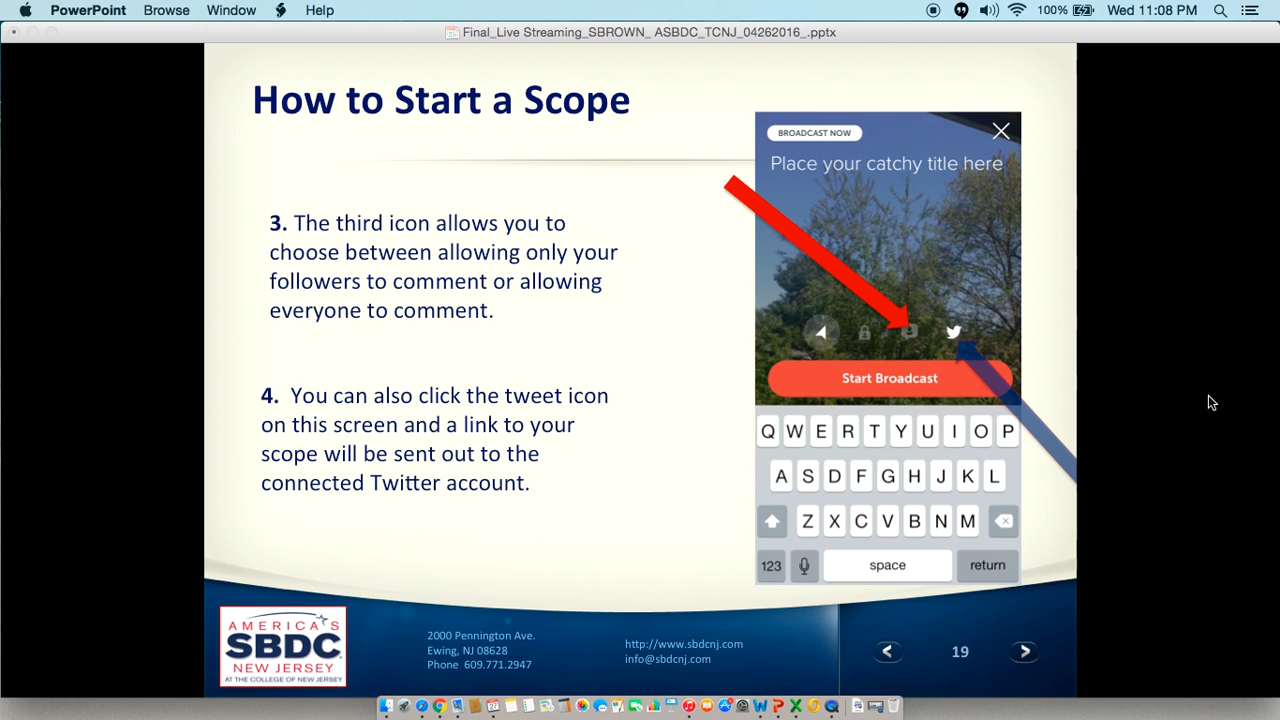 PowerPoint Browse Window Help 100% Wed 11:08 PM
Final_Live Streaming_SBROWN_ ASBDC_TCNJ_04262016_.pptx
How to Start a Scope
3. The third icon allows you to
choose between allowing only your
followers to comment or allowing
everyone to comment.
4. You can also click the tweet icon
on this screen and a link to your
scope will be sent out to the
connected Twitter account.
BROADCAST NOW
Place your catchy title here
Start Broadcast
Q W E R T Y U I O P
A S D F G H J K L
Z X C V B N M
123 space return
AMERICA'S
SBDC
NEW JERSEY
AT THE COLLEGE OF NEW JERSEY
2000 Pennington Ave.
Ewing, NJ 08628
Phone 609.771.2947
http://www.sbdcnj.com
info@sbdcnj.com
19